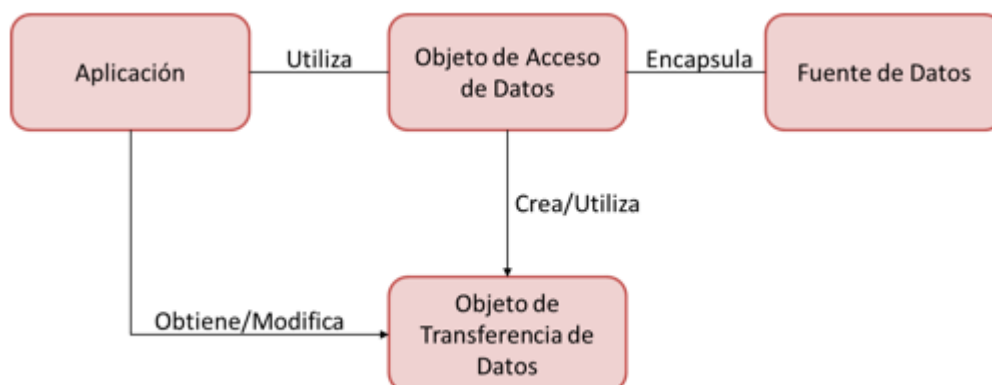 Aplicación
Utiliza
Objeto de Acceso
de Datos
Encapsula
Fuente de Datos
Crea/Utiliza
Obtiene/Modifica
Objeto de
Transferencia de
Datos